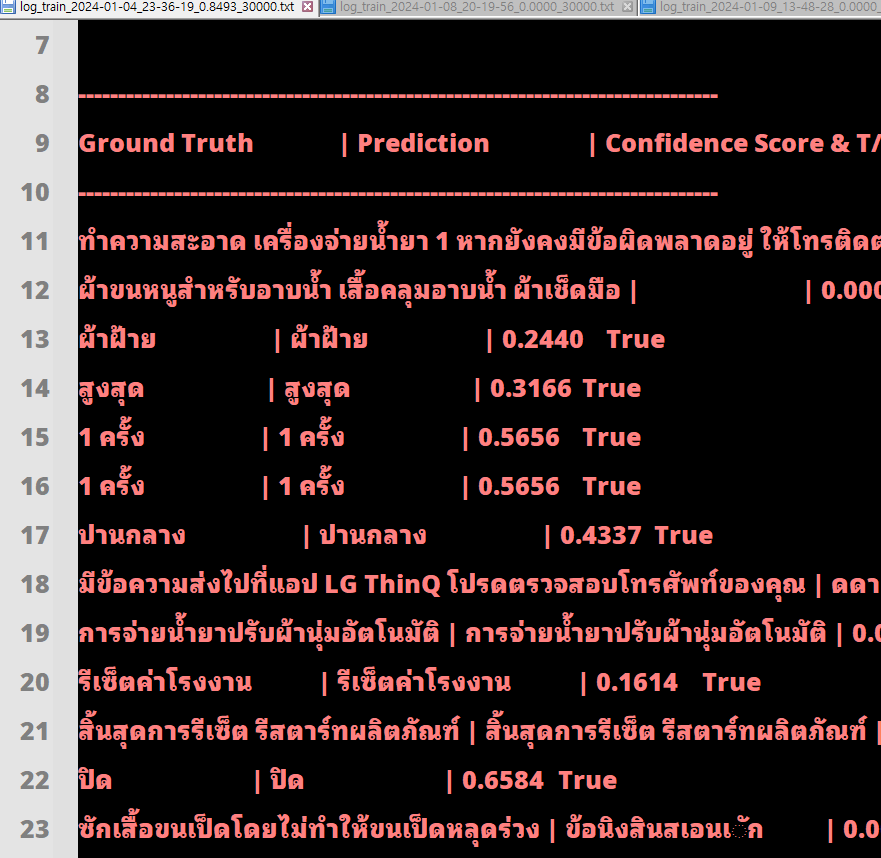 log_train_2024-01-04_23-36-19_0.8493_30000.txt log_train_2024-01-08_20-19-56_0.0000_30000.txt log_train_2024-01-09_13-48-28_0.0000_
7
8 --------------------------------------------------------------------------------
9 Ground Truth | Prediction | Confidence Score & T/
10 --------------------------------------------------------------------------------
11 ทำความสะอาด เครื่องจ่ายน้ำยา 1 หากยังคงมีข้อผิดพลาดอยู่ ให้โทรติดต
12 ผ้าขนหนูสำหรับอาบน้ำ เสื้อคลุมอาบน้ำ ผ้าเช็ดมือ | | 0.000
13 ผ้าฝ้าย | ผ้าฝ้าย | 0.2440 True
14 สูงสุด | สูงสุด | 0.3166 True
15 1 ครั้ง | 1 ครั้ง | 0.5656 True
16 1 ครั้ง | 1 ครั้ง | 0.5656 True
17 ปานกลาง | ปานกลาง | 0.4337 True
18 มีข้อความส่งไปที่แอป LG ThinQ โปรดตรวจสอบโทรศัพท์ของคุณ | ดดา
19 การจ่ายน้ำยาปรับผ้านุ่มอัตโนมัติ | การจ่ายน้ำยาปรับผ้านุ่มอัตโนมัติ | 0.0
20 รีเซ็ตค่าโรงงาน | รีเซ็ตค่าโรงงาน | 0.1614 True
21 สิ้นสุดการรีเซ็ต รีสตาร์ทผลิตภัณฑ์ | สิ้นสุดการรีเซ็ต รีสตาร์ทผลิตภัณฑ์ |
22 ปิด | ปิด | 0.6584 True
23 ซักเสื้อขนเป็ดโดยไม่ทำให้ขนเป็ดหลุดร่วง | ข้อนิงสินสเอนเัก | 0.0